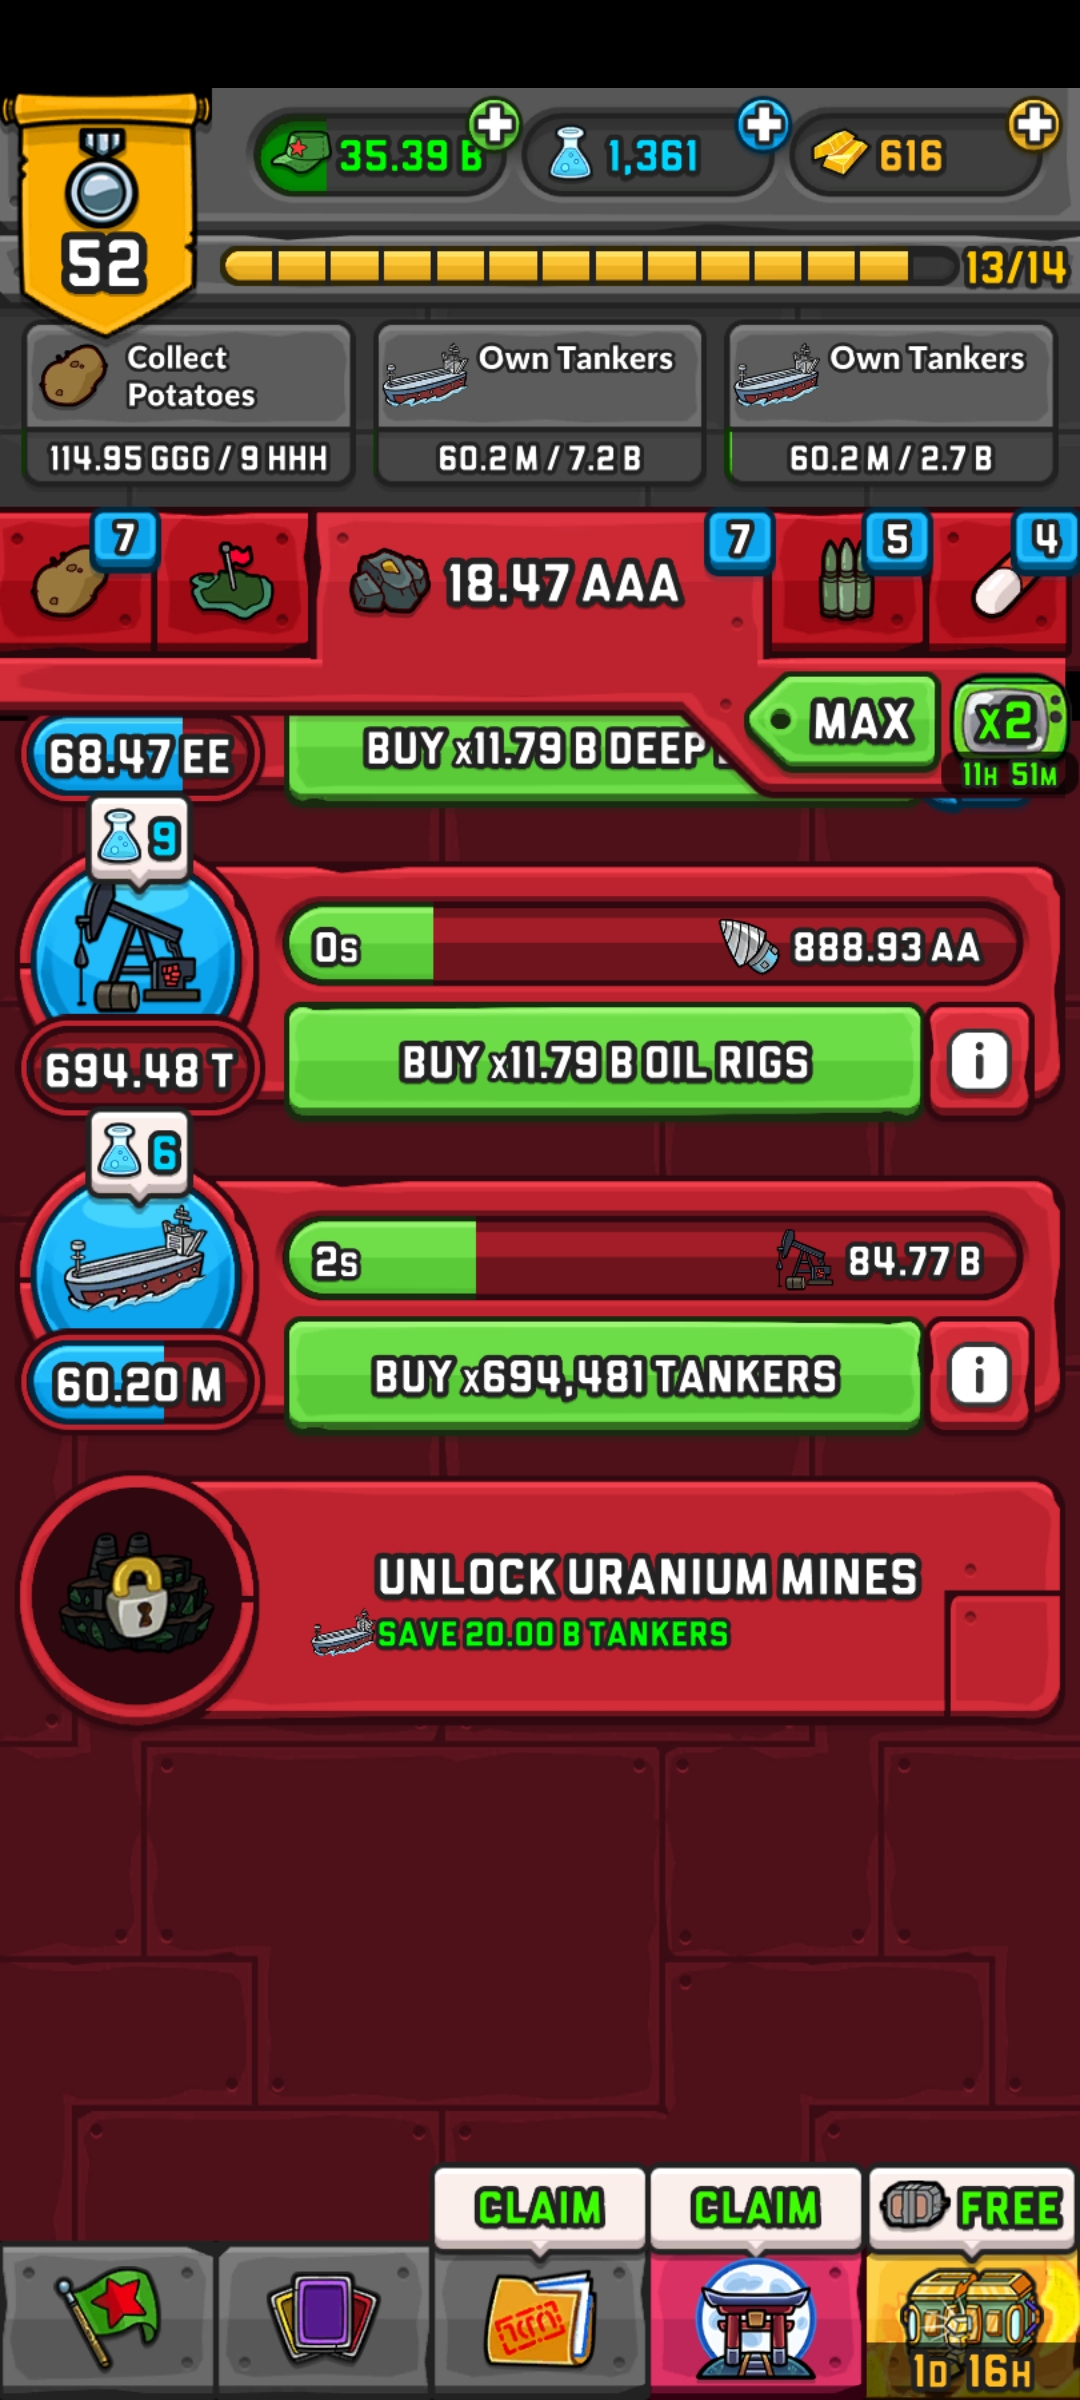 35.39 B
1,361
616
52
13/14
Collect
Potatoes
114.95 GGG / 9 HHH
Own Tankers
60.2 M / 7.2 B
Own Tankers
60.2 M / 2.7 B
7
18.47 AAA
7
5
4
MAX
x2
11H 51M
68.47 EE
BUY x11.79 B DEEP
9
0s
888.93 AA
694.48 T
BUY x11.79 B OIL RIGS
i
6
2s
84.77 B
60.20 M
BUY x694,481 TANKERS
i
UNLOCK URANIUM MINES
SAVE 20.00 B TANKERS
CLAIM
CLAIM
FREE
1D 16H